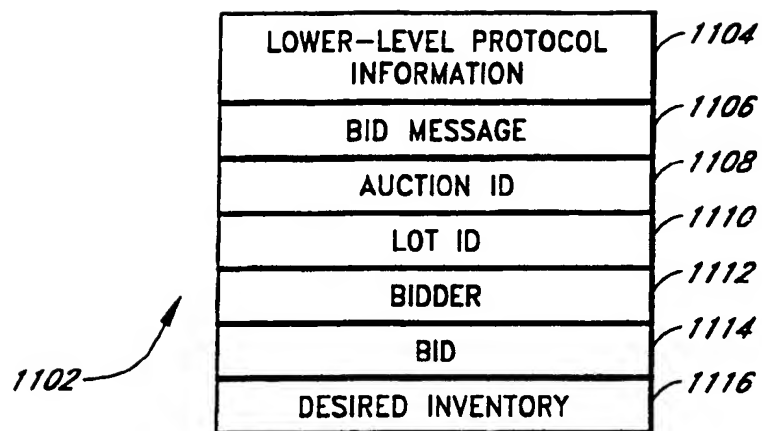 LOWER-LEVEL PROTOCOL
INFORMATION
1104
BID MESSAGE
1106
AUCTION ID
1108
LOT ID
1110
BIDDER
1112
BID
1114
DESIRED INVENTORY
1116
1102